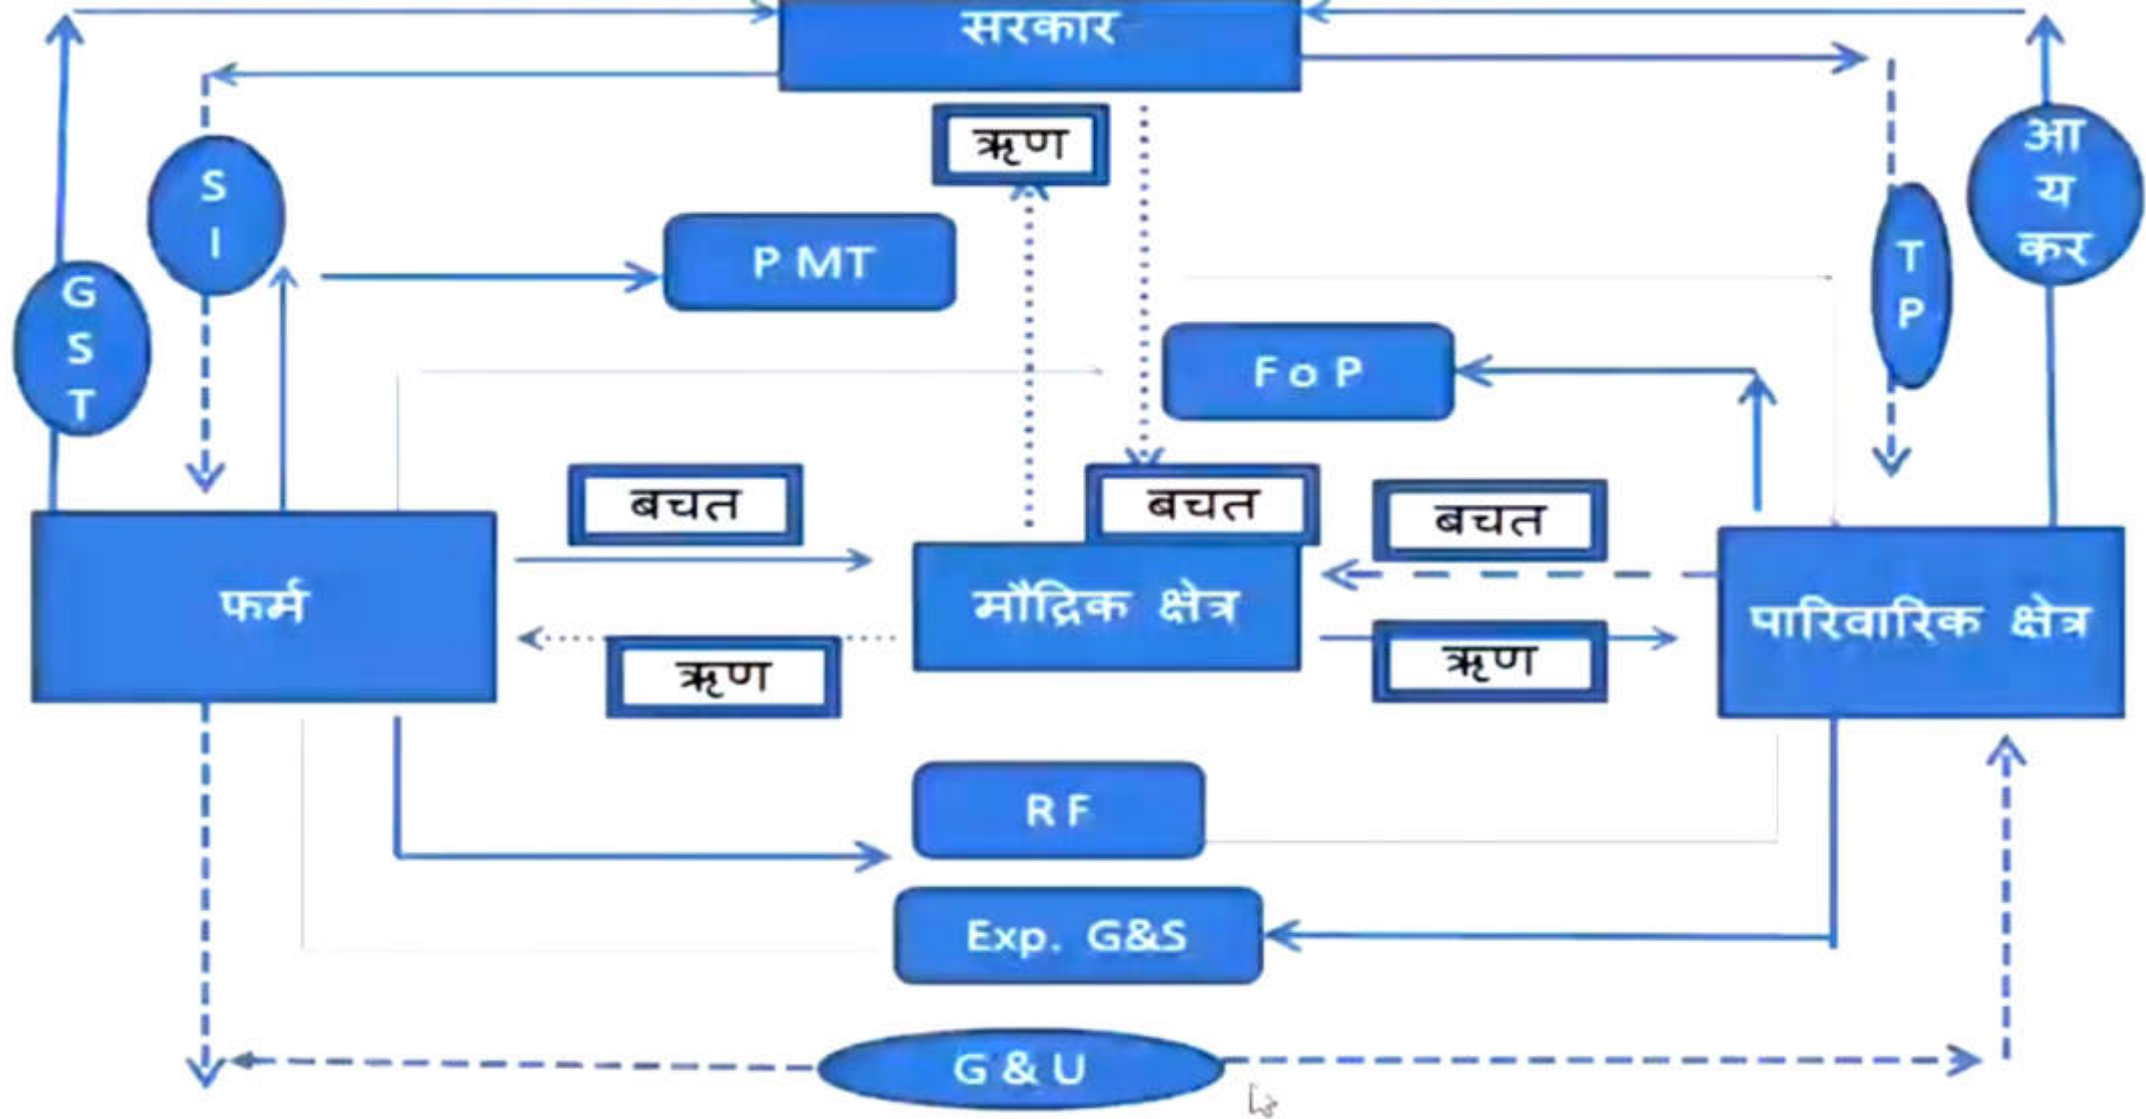 सरकार
ऋण
S
I
आ
य
कर
P MT
T
P
G
S
T
F o P
बचत
बचत
बचत
फर्म
मौद्रिक क्षेत्र
पारिवारिक क्षेत्र
ऋण
ऋण
R F
Exp. G&S
G & U